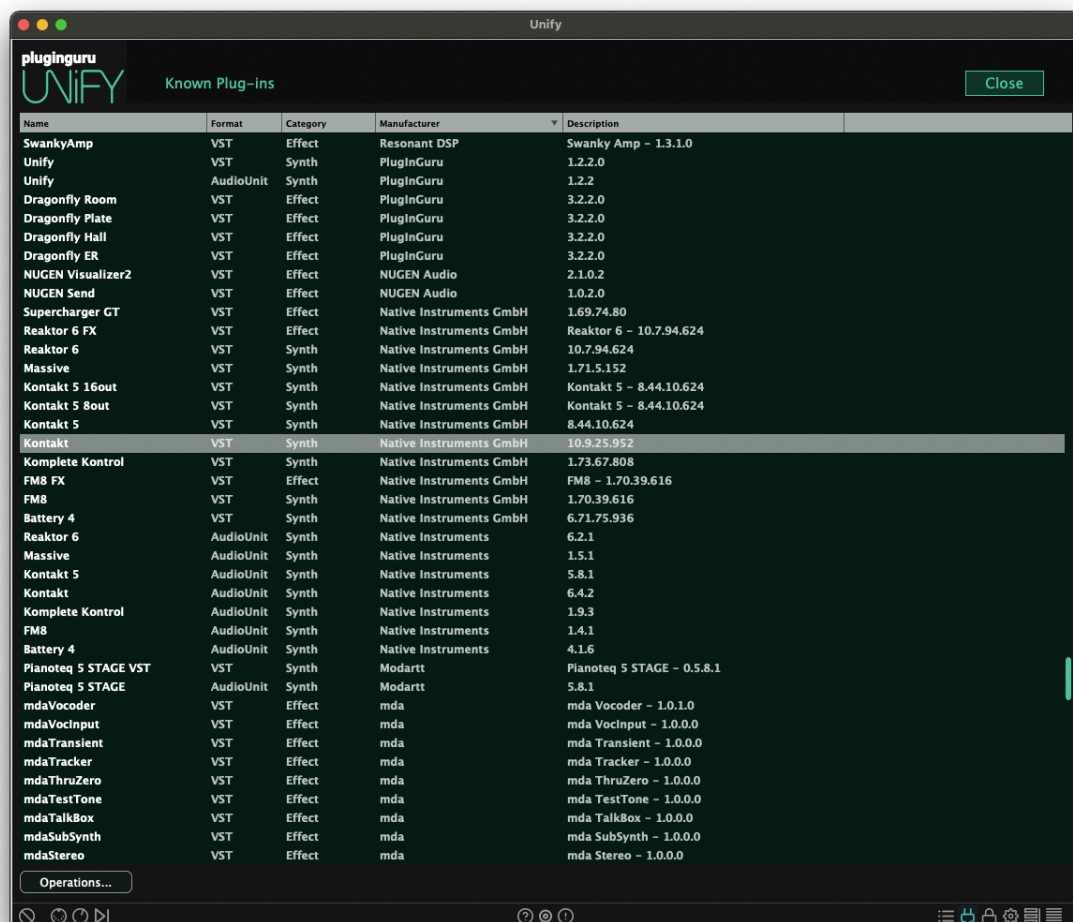 Unify
pluginguru
UNIFY
Known Plug-ins
Close
Name Format Category Manufacturer Description
SwankyAmp VST Effect Resonant DSP Swanky Amp - 1.3.1.0
Unify VST Synth PlugInGuru 1.2.2.0
Unify AudioUnit Synth PlugInGuru 1.2.2
Dragonfly Room VST Effect PlugInGuru 3.2.2.0
Dragonfly Plate VST Effect PlugInGuru 3.2.2.0
Dragonfly Hall VST Effect PlugInGuru 3.2.2.0
Dragonfly ER VST Effect PlugInGuru 3.2.2.0
NUGEN Visualizer2 VST Effect NUGEN Audio 2.1.0.2
NUGEN Send VST Effect NUGEN Audio 1.0.2.0
Supercharger GT VST Effect Native Instruments GmbH 1.69.74.80
Reaktor 6 FX VST Effect Native Instruments GmbH Reaktor 6 - 10.7.94.624
Reaktor 6 VST Synth Native Instruments GmbH 10.7.94.624
Massive VST Synth Native Instruments GmbH 1.71.5.152
Kontakt 5 16out VST Synth Native Instruments GmbH Kontakt 5 - 8.44.10.624
Kontakt 5 8out VST Synth Native Instruments GmbH Kontakt 5 - 8.44.10.624
Kontakt 5 VST Synth Native Instruments GmbH 8.44.10.624
Kontakt VST Synth Native Instruments GmbH 10.9.25.952
Komplete Kontrol VST Synth Native Instruments GmbH 1.73.67.808
FM8 FX VST Effect Native Instruments GmbH FM8 - 1.70.39.616
FM8 VST Synth Native Instruments GmbH 1.70.39.616
Battery 4 VST Synth Native Instruments GmbH 6.71.75.936
Reaktor 6 AudioUnit Synth Native Instruments 6.2.1
Massive AudioUnit Synth Native Instruments 1.5.1
Kontakt 5 AudioUnit Synth Native Instruments 5.8.1
Kontakt AudioUnit Synth Native Instruments 6.4.2
Komplete Kontrol AudioUnit Synth Native Instruments 1.9.3
FM8 AudioUnit Synth Native Instruments 1.4.1
Battery 4 AudioUnit Synth Native Instruments 4.1.6
Pianoteq 5 STAGE VST VST Synth Modartt Pianoteq 5 STAGE - 0.5.8.1
Pianoteq 5 STAGE AudioUnit Synth Modartt 5.8.1
mdaVocoder VST Effect mda mda Vocoder - 1.0.1.0
mdaVocInput VST Effect mda mda VocInput - 1.0.0.0
mdaTransient VST Effect mda mda Transient - 1.0.0.0
mdaTracker VST Effect mda mda Tracker - 1.0.0.0
mdaThruZero VST Effect mda mda ThruZero - 1.0.0.0
mdaTestTone VST Effect mda mda TestTone - 1.0.0.0
mdaTalkBox VST Effect mda mda TalkBox - 1.0.0.0
mdaSubSynth VST Effect mda mda SubSynth - 1.0.0.0
mdaStereo VST Effect mda mda Stereo - 1.0.0.0
Operations...